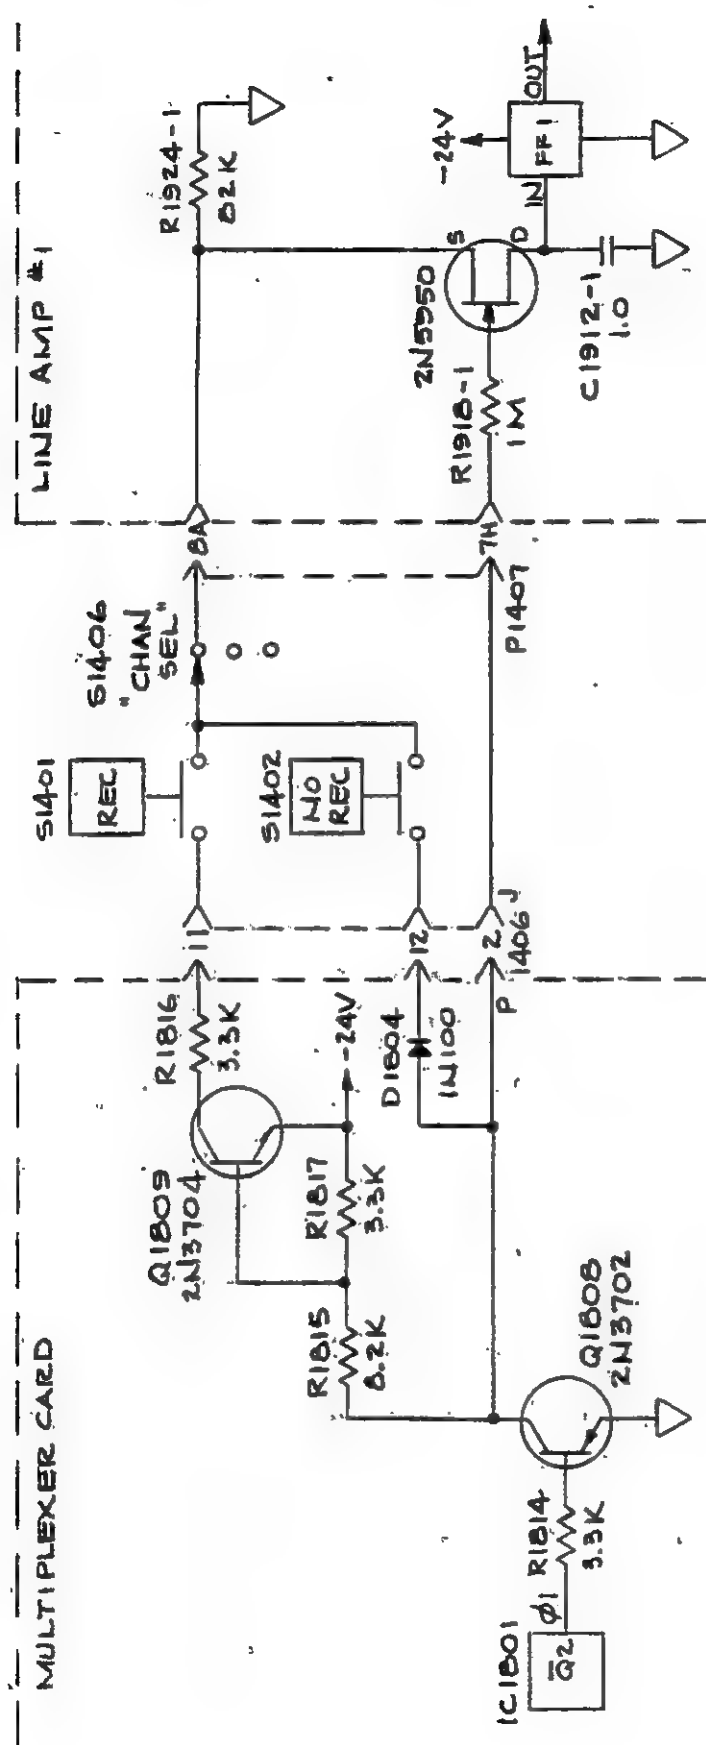 MULTIPLEXER CARD
LINE AMP #1
Q1809
2N3704
R1816
3.3K
11
S1401
REC
S1406
"CHAN
SEL"
8A
R1924-1
82K
R1815
8.2K
R1817
3.3K
-24V
D1804
1N100
12
S1402
NO
REC
IC1801
Q2
φ1
R1814
3.3K
Q1808
2N3702
P
2
1406
J
P1407
7H
R1918-1
1M
2N5950
S
D
C1912-1
1.0
IN
FF1
OUT
-24V